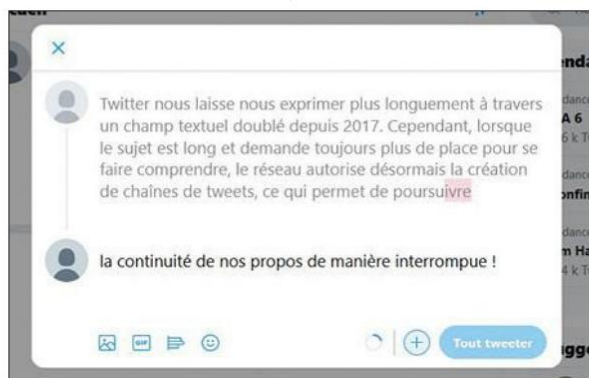 Twitter nous laisse nous exprimer plus longuement à travers
un champ textuel doublé depuis 2017. Cependant, lorsque
le sujet est long et demande toujours plus de place pour se
faire comprendre, le réseau autorise désormais la création
de chaînes de tweets, ce qui permet de poursuivre
la continuité de nos propos de manière interrompue !
GIF
Tout tweeter